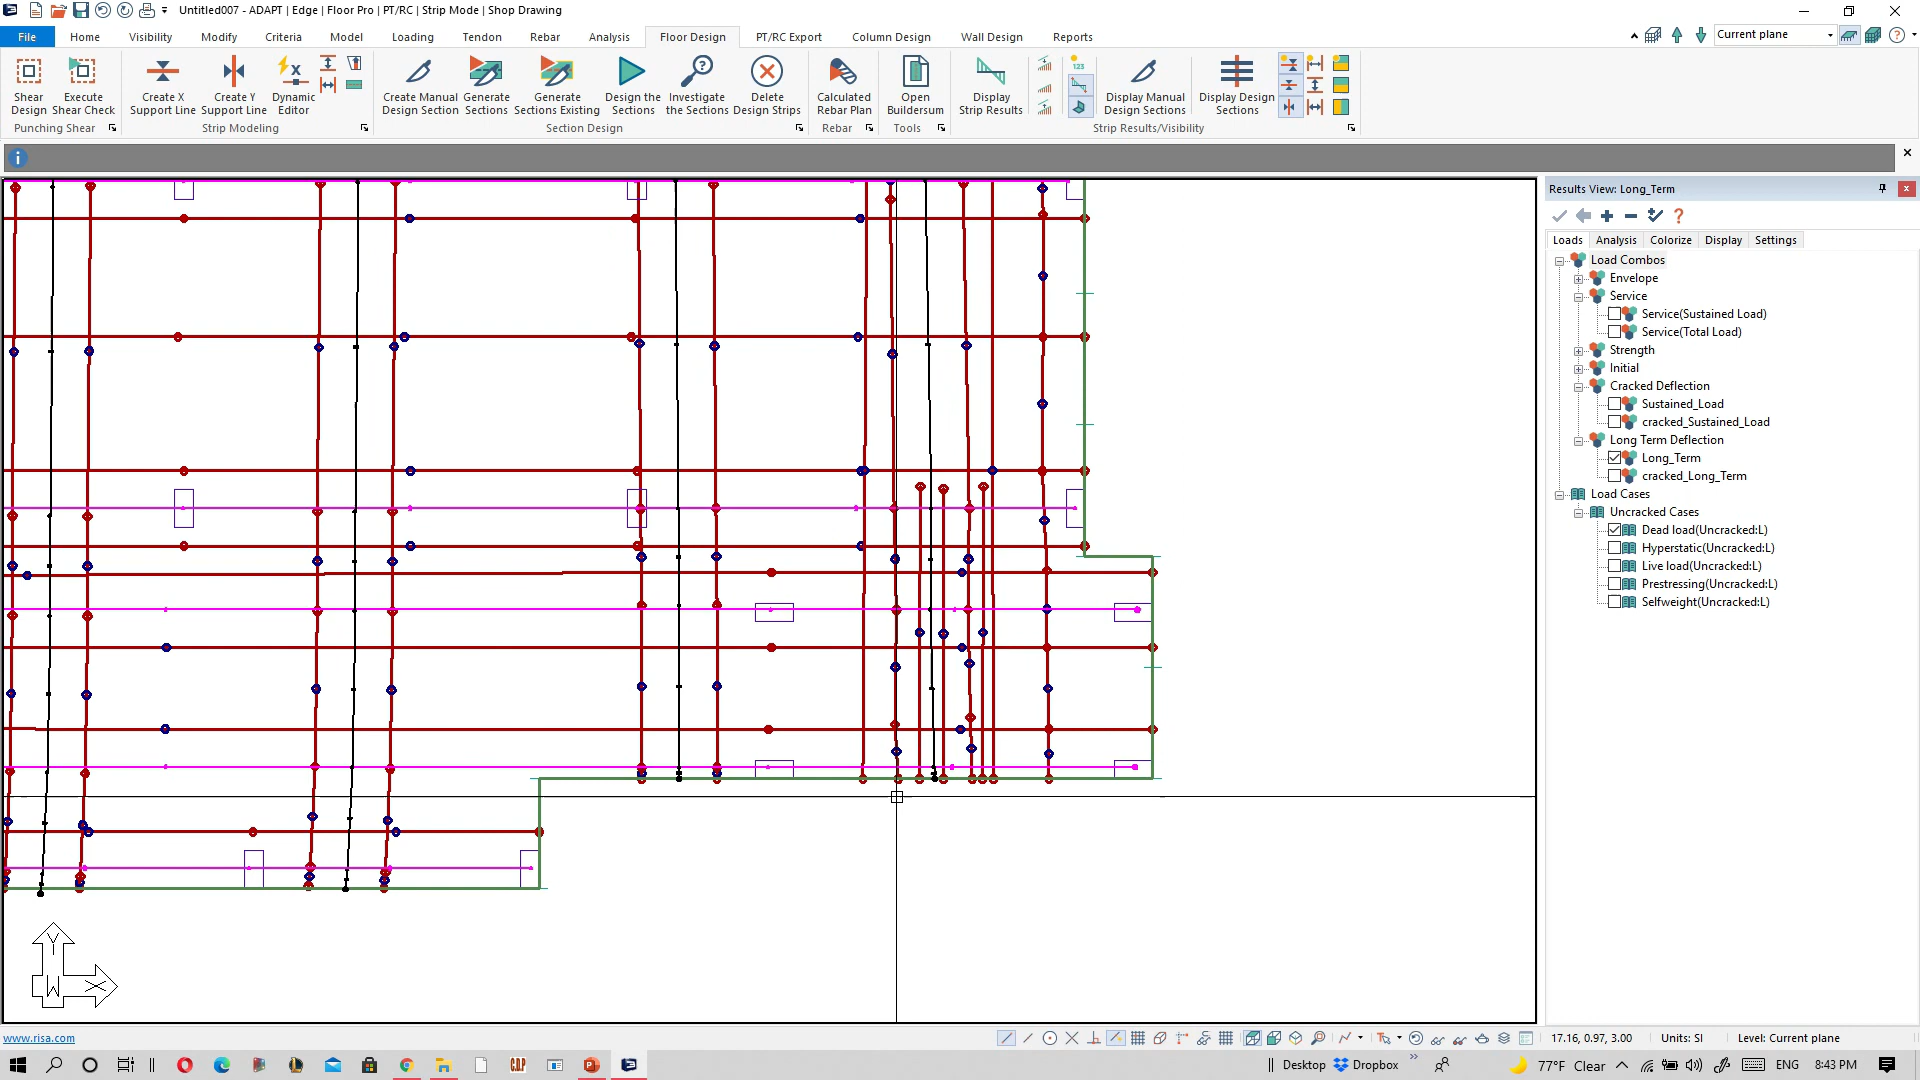 Untitled007 - ADAPT | Edge | Floor Pro | PT/RC | Strip Mode | Shop Drawing
File Home Visibility Modify Criteria Model Loading Tendon Rebar Analysis Floor Design PT/RC Export Column Design Wall Design Reports
Current plane
Shear Design
Execute Shear Check
Create X Support Line
Create Y Support Line
Dynamic Editor
Create Manual Design Section
Generate Sections
Generate Sections Existing
Design the Sections
Investigate the Sections
Delete Design Strips
Calculated Rebar Plan
Open Buildersum
Display Strip Results
123
Display Manual Design Sections
Display Design Sections
Punching Shear
Strip Modeling
Section Design
Rebar
Tools
Strip Results/Visibility
Results View: Long_Term
Loads Analysis Colorize Display Settings
Load Combos
Envelope
Service
Service(Sustained Load)
Service(Total Load)
Strength
Initial
Cracked Deflection
Sustained_Load
cracked_Sustained_Load
Long Term Deflection
Long_Term
cracked_Long_Term
Load Cases
Uncracked Cases
Dead load(Uncracked:L)
Hyperstatic(Uncracked:L)
Live load(Uncracked:L)
Prestressing(Uncracked:L)
Selfweight(Uncracked:L)
Y
W X
www.risa.com
17.16, 0.97, 3.00 Units: SI Level: Current plane
Desktop Dropbox 77°F Clear ENG 8:43 PM